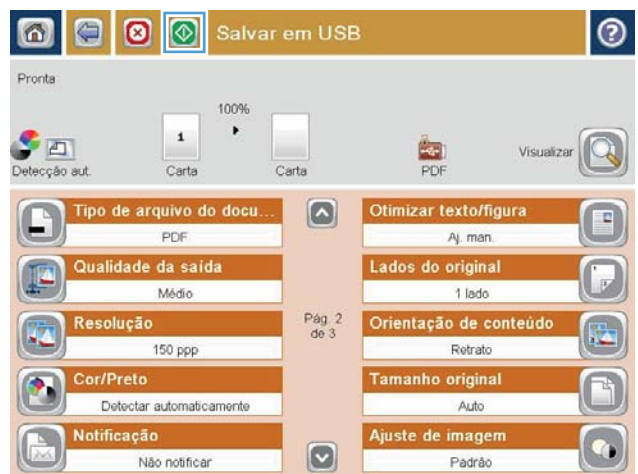 Salvar em USB
Pronta
100%
1
Detecção aut.
Carta
Carta
PDF
Visualizar
Tipo de arquivo do docu...
PDF
Otimizar texto/figura
Aj. man.
Qualidade da saída
Médio
Lados do original
1 lado
Resolução
150 ppp
Pág. 2
de 3
Orientação de conteúdo
Retrato
Cor/Preto
Detectar automaticamente
Tamanho original
Auto
Notificação
Não notificar
Ajuste de imagem
Padrão